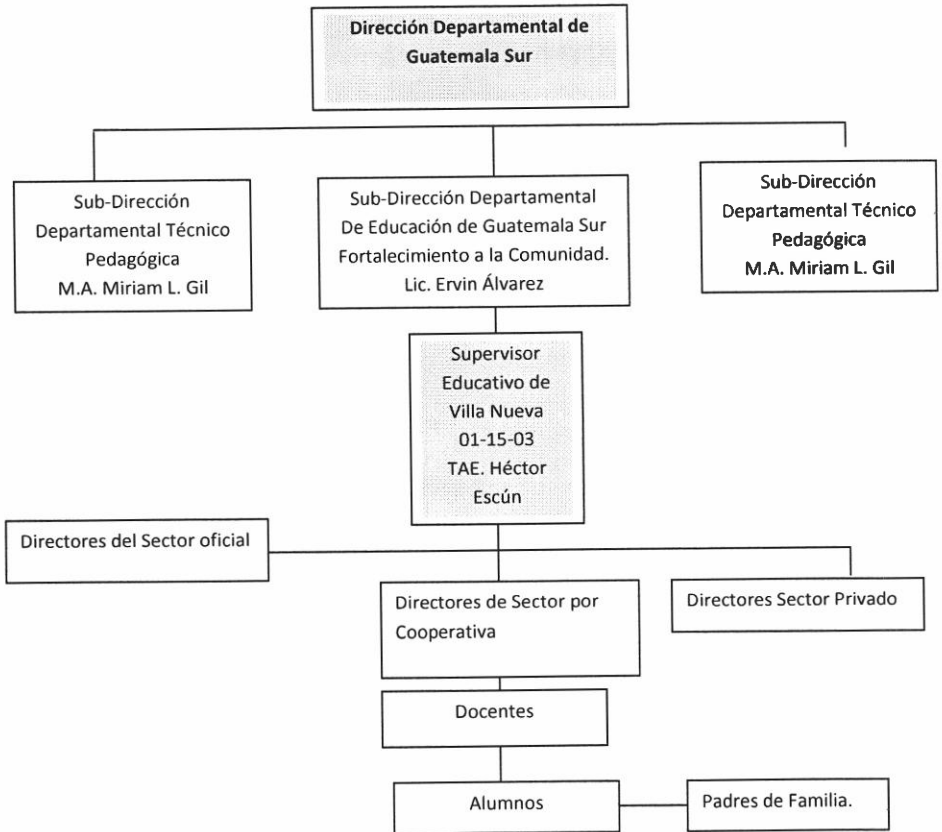 Dirección Departamental de
Guatemala Sur
Sub-Dirección
Departamental Técnico
Pedagógica
M.A. Miriam L. Gil
Sub-Dirección Departamental
De Educación de Guatemala Sur
Fortalecimiento a la Comunidad.
Lic. Ervin Álvarez
Sub-Dirección
Departamental Técnico
Pedagógica
M.A. Miriam L. Gil
Supervisor
Educativo de
Villa Nueva
01-15-03
TAE. Héctor
Escún
Directores del Sector oficial
Directores de Sector por
Cooperativa
Directores Sector Privado
Docentes
Alumnos
Padres de Familia.